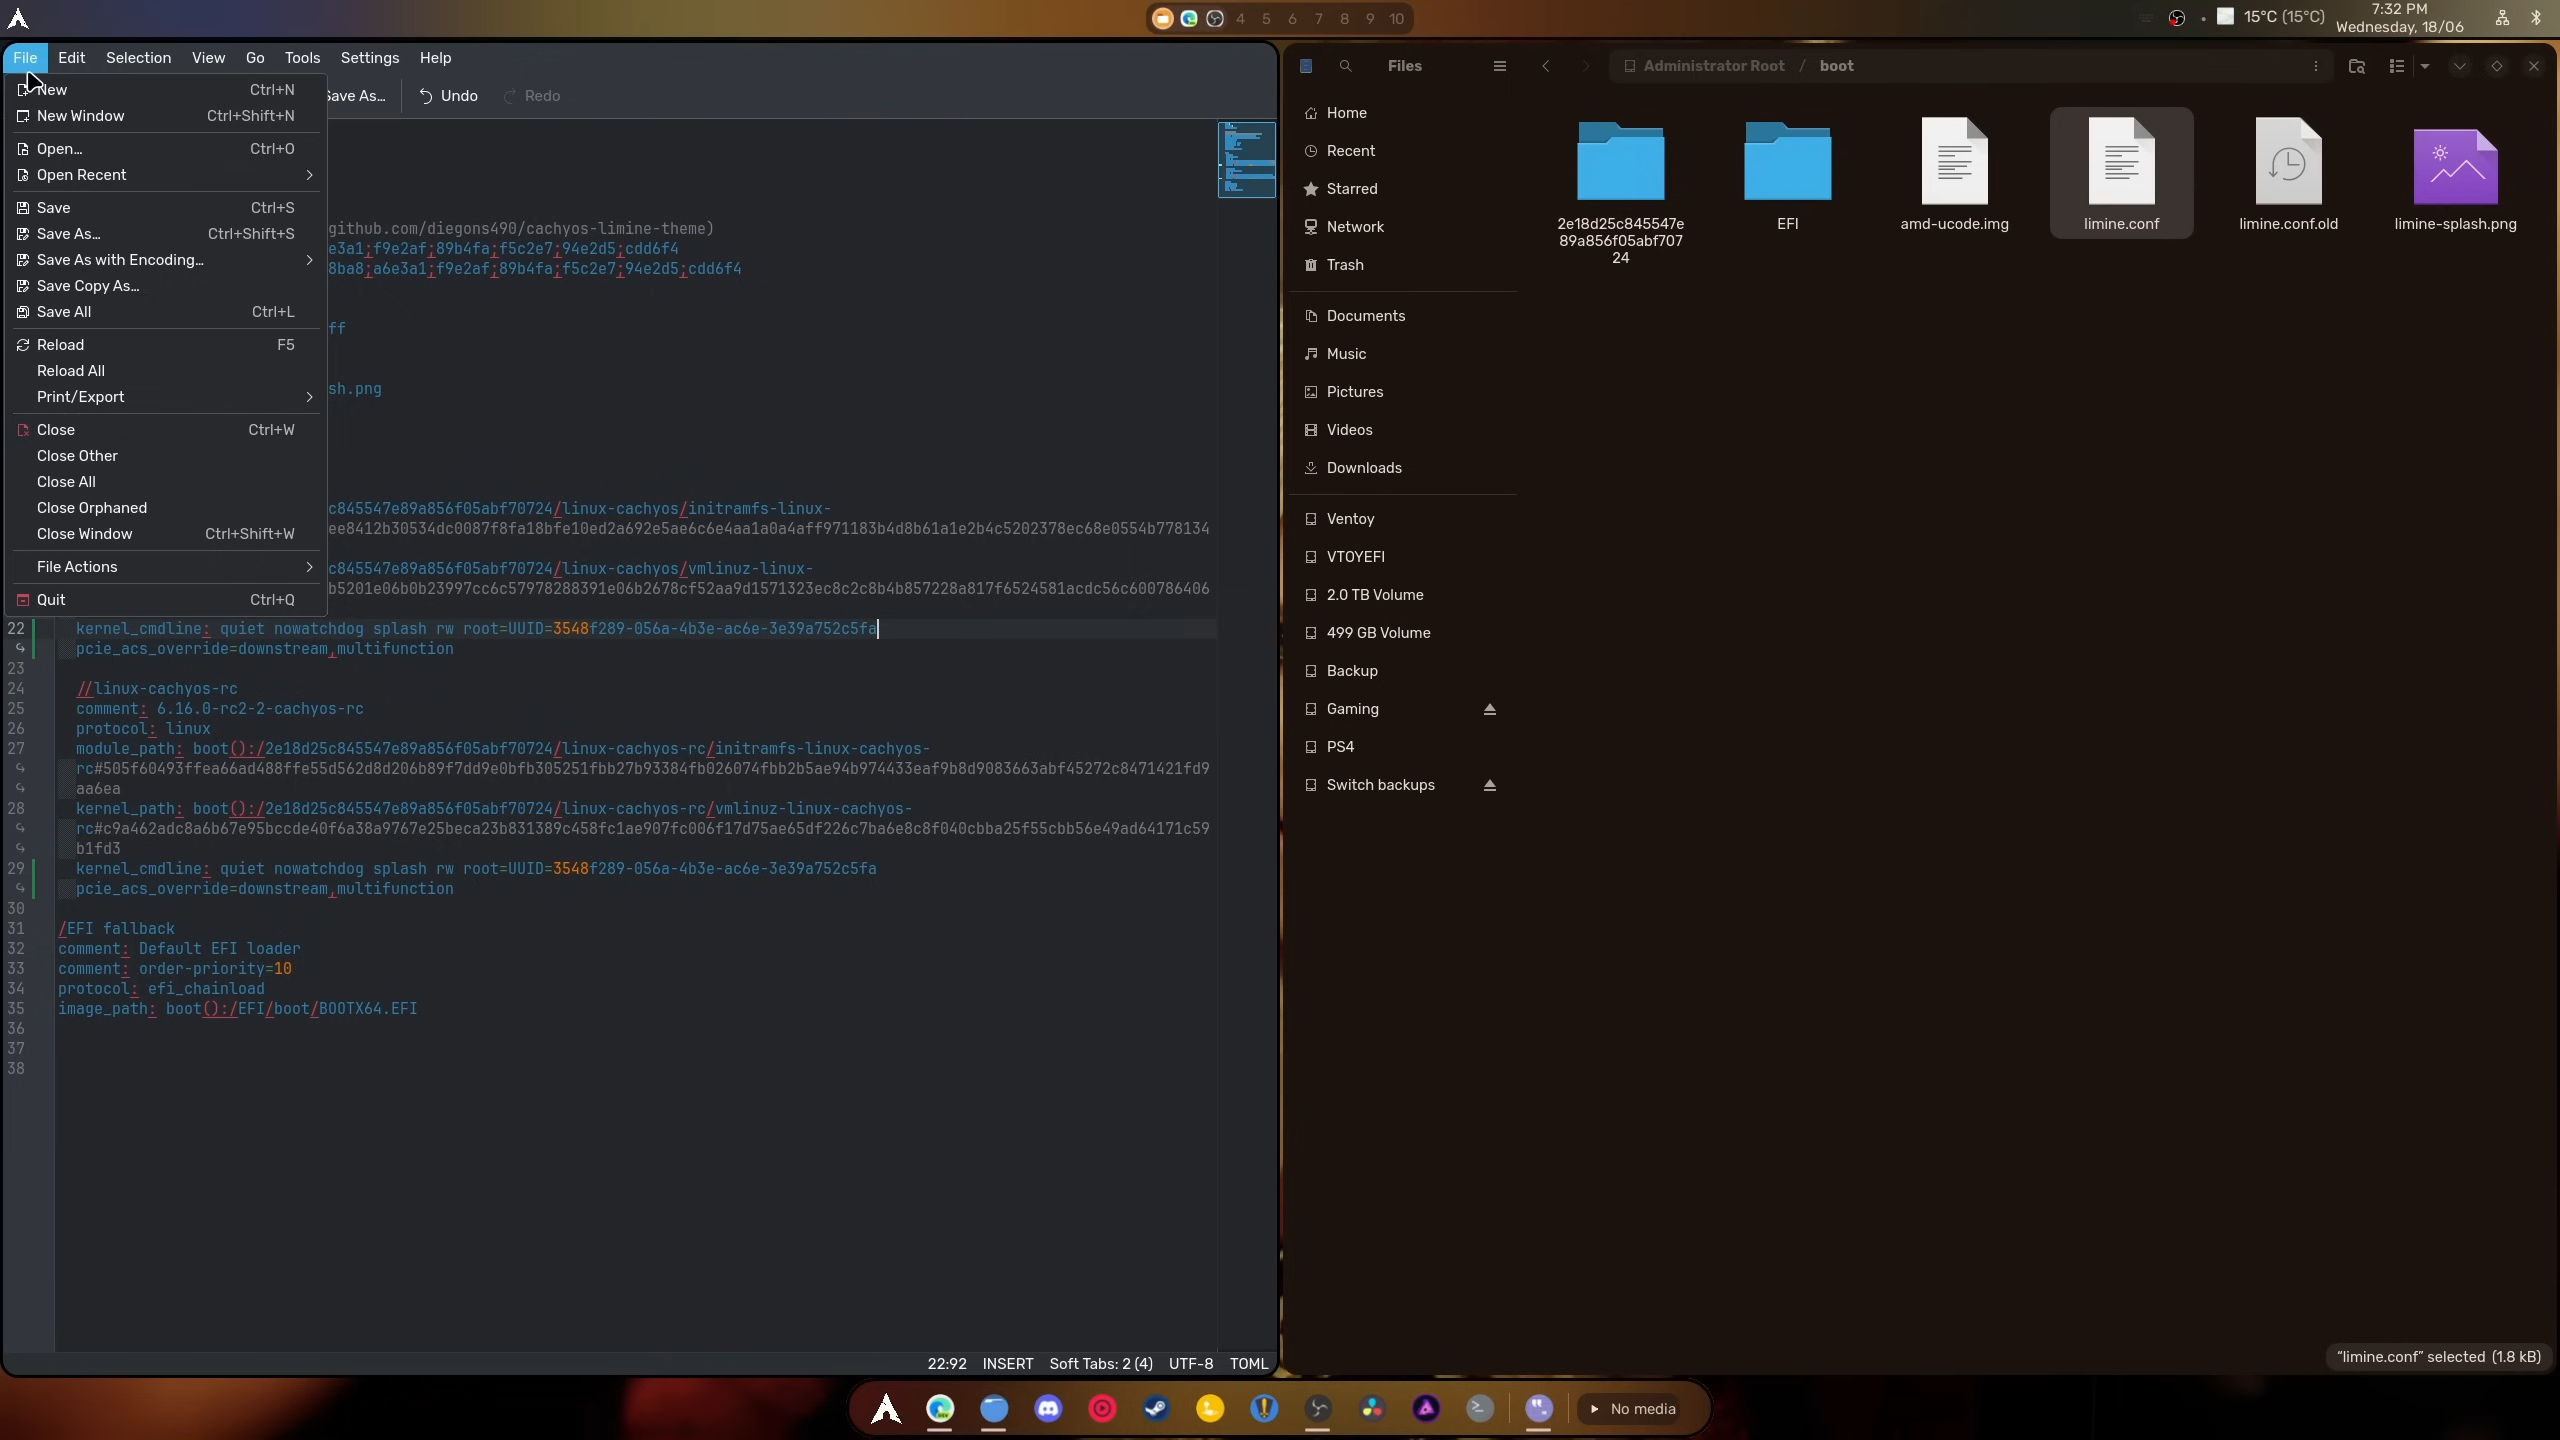 4 5 6 7 8 9 10
15°C (15°C)
7:32 PM
Wednesday, 18/06
File Edit Selection View Go Tools Settings Help
New Ctrl+N
New Window Ctrl+Shift+N
Open... Ctrl+O
Open Recent
Save Ctrl+S
Save As... Ctrl+Shift+S
Save As with Encoding...
Save Copy As...
Save All Ctrl+L
Reload F5
Reload All
Print/Export
Close Ctrl+W
Close Other
Close All
Close Orphaned
Close Window Ctrl+Shift+W
File Actions
Quit Ctrl+Q
Save As... Undo Redo
github.com/diegons490/cachyos-limine-theme)
e3a1;f9e2af;89b4fa;f5c2e7;94e2d5;cdd6f4
8ba8;a6e3a1;f9e2af;89b4fa;f5c2e7;94e2d5;cdd6f4
ff
sh.png
c845547e89a856f05abf70724/linux-cachyos/initramfs-linux-
ee8412b30534dc0087f8fa18bfe10ed2a692e5ae6c6e4aa1a0a4aff971183b4d8b61a1e2b4c5202378ec68e0554b778134
c845547e89a856f05abf70724/linux-cachyos/vmlinuz-linux-
b5201e06b0b23997cc6c57978288391e06b2678cf52aa9d1571323ec8c2c8b4b857228a817f6524581acdc56c600786406
22 kernel_cmdline: quiet nowatchdog splash rw root=UUID=3548f289-056a-4b3e-ac6e-3e39a752c5fa
pcie_acs_override=downstream,multifunction
23
24 //linux-cachyos-rc
25 comment: 6.16.0-rc2-2-cachyos-rc
26 protocol: linux
27 module_path: boot():/2e18d25c845547e89a856f05abf70724/linux-cachyos-rc/initramfs-linux-cachyos-
rc#505f60493ffea66ad488ffe55d562d8d206b89f7dd9e0bfb305251fbb27b93384fb026074fbb2b5ae94b974433eaf9b8d9083663abf45272c8471421fd9
aa6ea
28 kernel_path: boot():/2e18d25c845547e89a856f05abf70724/linux-cachyos-rc/vmlinuz-linux-cachyos-
rc#c9a462adc8a6b67e95bccde40f6a38a9767e25beca23b831389c458fc1ae907fc006f17d75ae65df226c7ba6e8c8f040cbba25f55cbb56e49ad64171c59
b1fd3
29 kernel_cmdline: quiet nowatchdog splash rw root=UUID=3548f289-056a-4b3e-ac6e-3e39a752c5fa
pcie_acs_override=downstream,multifunction
30
31 /EFI fallback
32 comment: Default EFI loader
33 comment: order-priority=10
34 protocol: efi_chainload
35 image_path: boot():/EFI/boot/BOOTX64.EFI
36
37
38
22:92 INSERT Soft Tabs: 2 (4) UTF-8 TOML
Files
Administrator Root / boot
Home
Recent
Starred
Network
Trash
Documents
Music
Pictures
Videos
Downloads
Ventoy
VTOYEFI
2.0 TB Volume
499 GB Volume
Backup
Gaming
PS4
Switch backups
2e18d25c845547e
89a856f05abf707
24
EFI
amd-ucode.img
limine.conf
limine.conf.old
limine-splash.png
"limine.conf" selected (1.8 kB)
No media